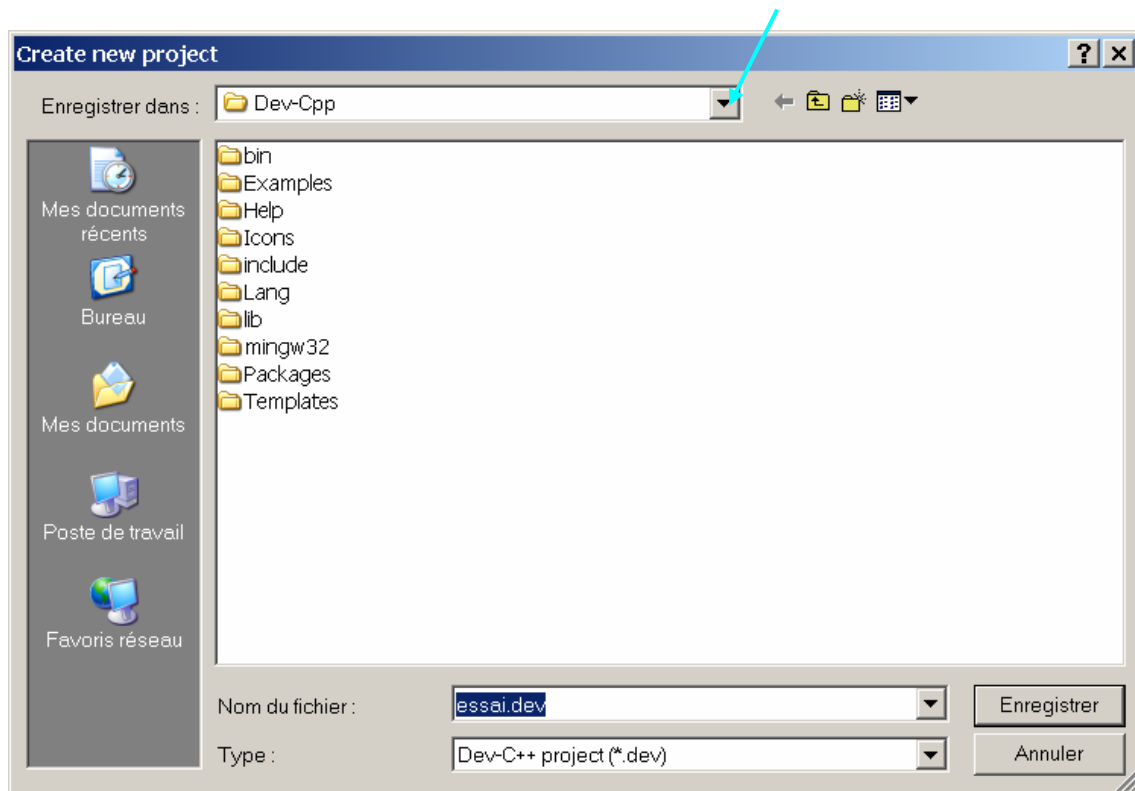 Create new project
Enregistrer dans :
Dev-Cpp
Mes documents
récents
Bureau
Mes documents
Poste de travail
Favoris réseau
bin
Examples
Help
Icons
include
Lang
lib
mingw32
Packages
Templates
Nom du fichier :
essai.dev
Enregistrer
Type :
Dev-C++ project (*.dev)
Annuler